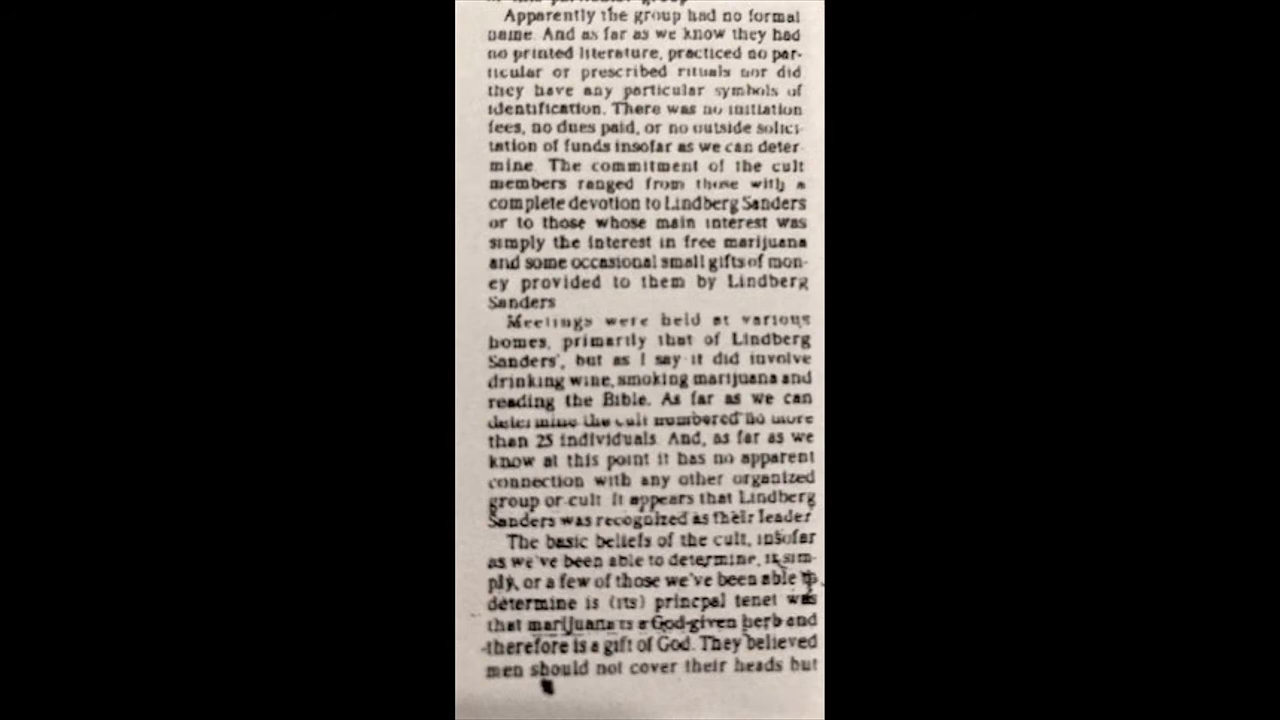 Apparently the group had no formal
name. And as far as we know they had
no printed literature, practiced no par-
ticular or prescribed rituals nor did
they have any particular symbols of
identification. There was no initiation
fees, no dues paid, or no outside solici-
tation of funds insofar as we can deter-
mine. The commitment of the cult
members ranged from those with a
complete devotion to Lindberg Sanders
or to those whose main interest was
simply the interest in free marijuana
and some occasional small gifts of mon-
ey provided to them by Lindberg
Sanders
Meetings were held at various
homes, primarily that of Lindberg
Sanders', but as I say it did involve
drinking wine, smoking marijuana and
reading the Bible. As far as we can
determine the cult numbered no more
than 25 individuals. And, as far as we
know at this point it has no apparent
connection with any other organized
group or cult. It appears that Lindberg
Sanders was recognized as their leader
The basic beliefs of the cult, insofar
as we've been able to determine, is sim-
ply, or a few of those we've been able to
determine is (its) princpal tenet was
that marijuana is a God-given herb and
therefore is a gift of God. They believed
men should not cover their heads but